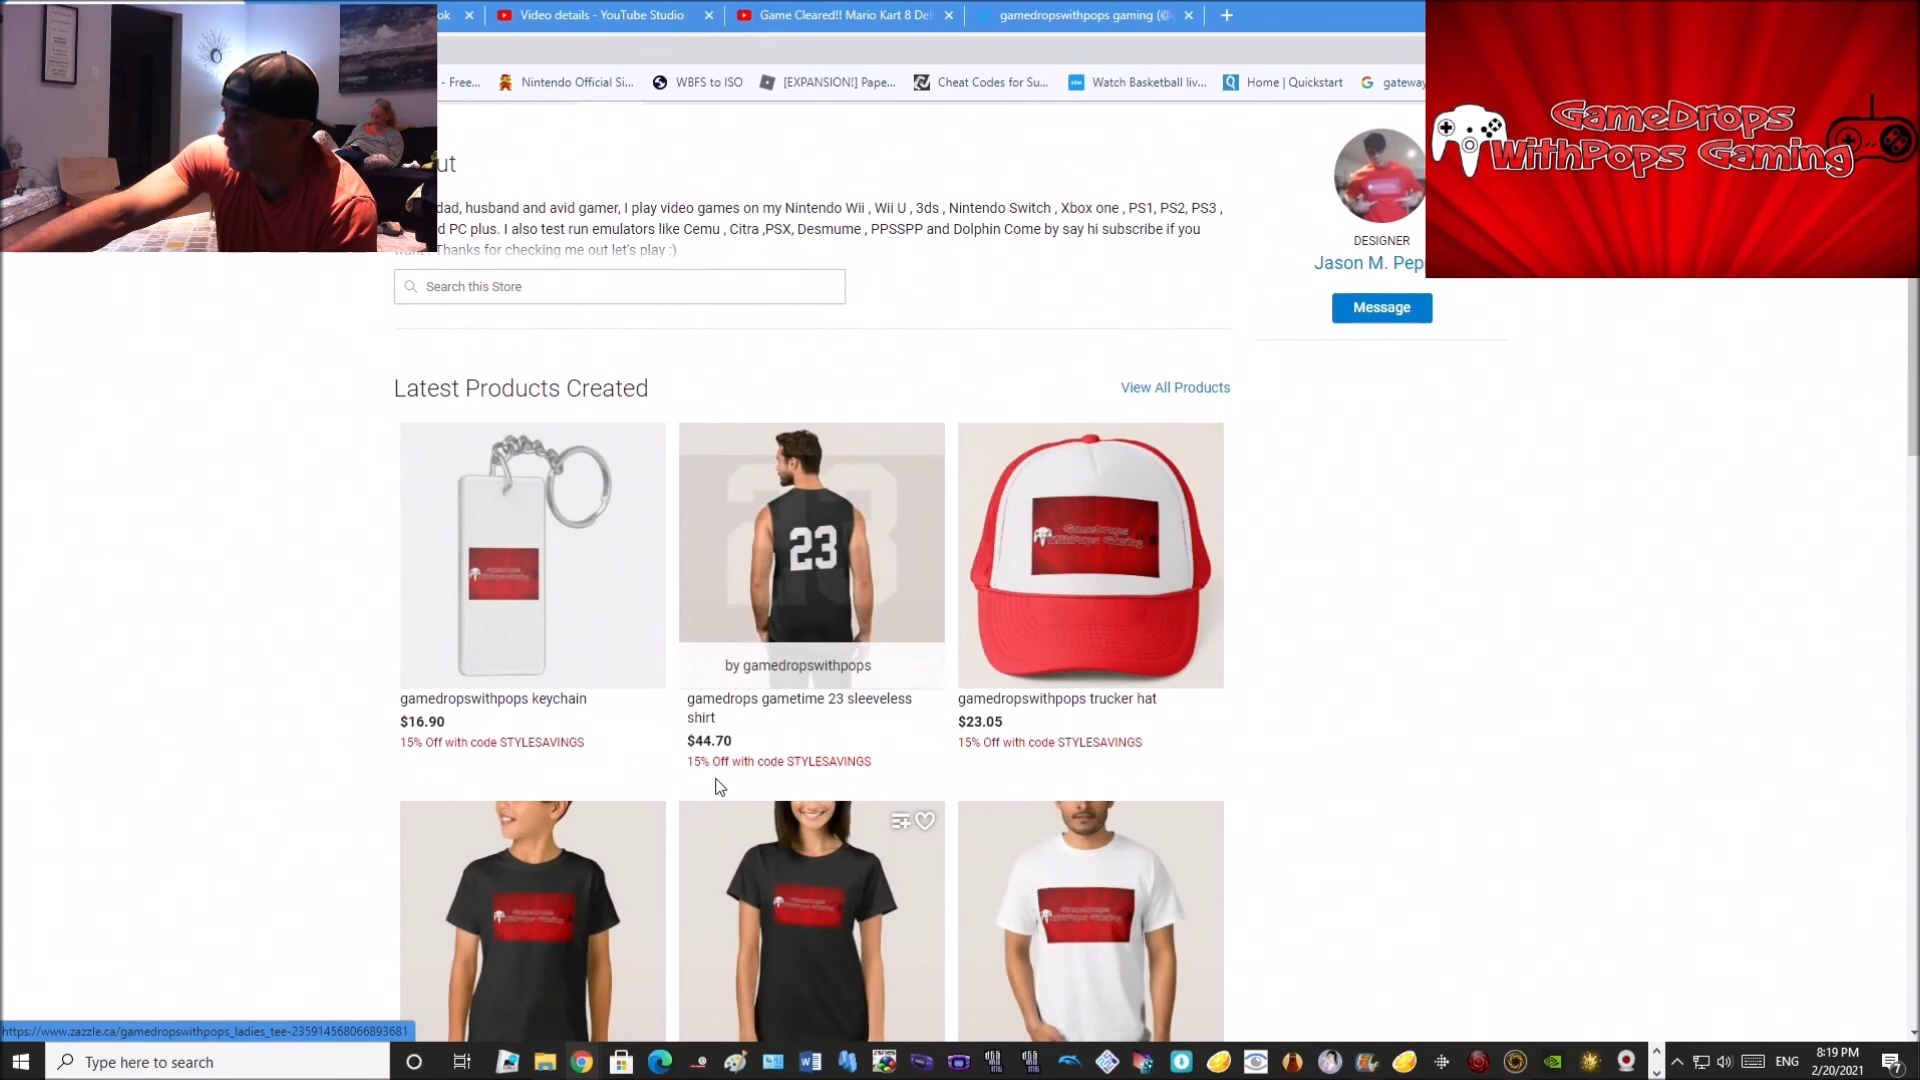 ok
Video details - YouTube Studio
Game Cleared!! Mario Kart 8 Del
gamedropswithpops gaming (@
- Free...
Nintendo Official Si...
WBFS to ISO
[EXPANSION!] Pape...
Cheat Codes for Su...
Watch Basketball liv...
Home | Quickstart
gateway
GameDrops
WithPops Gaming
ut
dad, husband and avid gamer, I play video games on my Nintendo Wii , Wii U , 3ds , Nintendo Switch , Xbox one , PS1, PS2, PS3 ,
d PC plus. I also test run emulators like Cemu , Citra ,PSX, Desmume , PPSSPP and Dolphin Come by say hi subscribe if you
Thanks for checking me out let's play :)
DESIGNER
Jason M. Pep
Message
Search this Store
Latest Products Created
View All Products
23
GameDrops
WithPops Gaming
by gamedropswithpops
gamedropswithpops keychain
$16.90
15% Off with code STYLESAVINGS
gamedrops gametime 23 sleeveless
shirt
$44.70
15% Off with code STYLESAVINGS
gamedropswithpops trucker hat
$23.05
15% Off with code STYLESAVINGS
https://www.zazzle.ca/gamedropswithpops_ladies_tee-235914568066893681
Type here to search
ENG
8:19 PM
2/20/2021
7